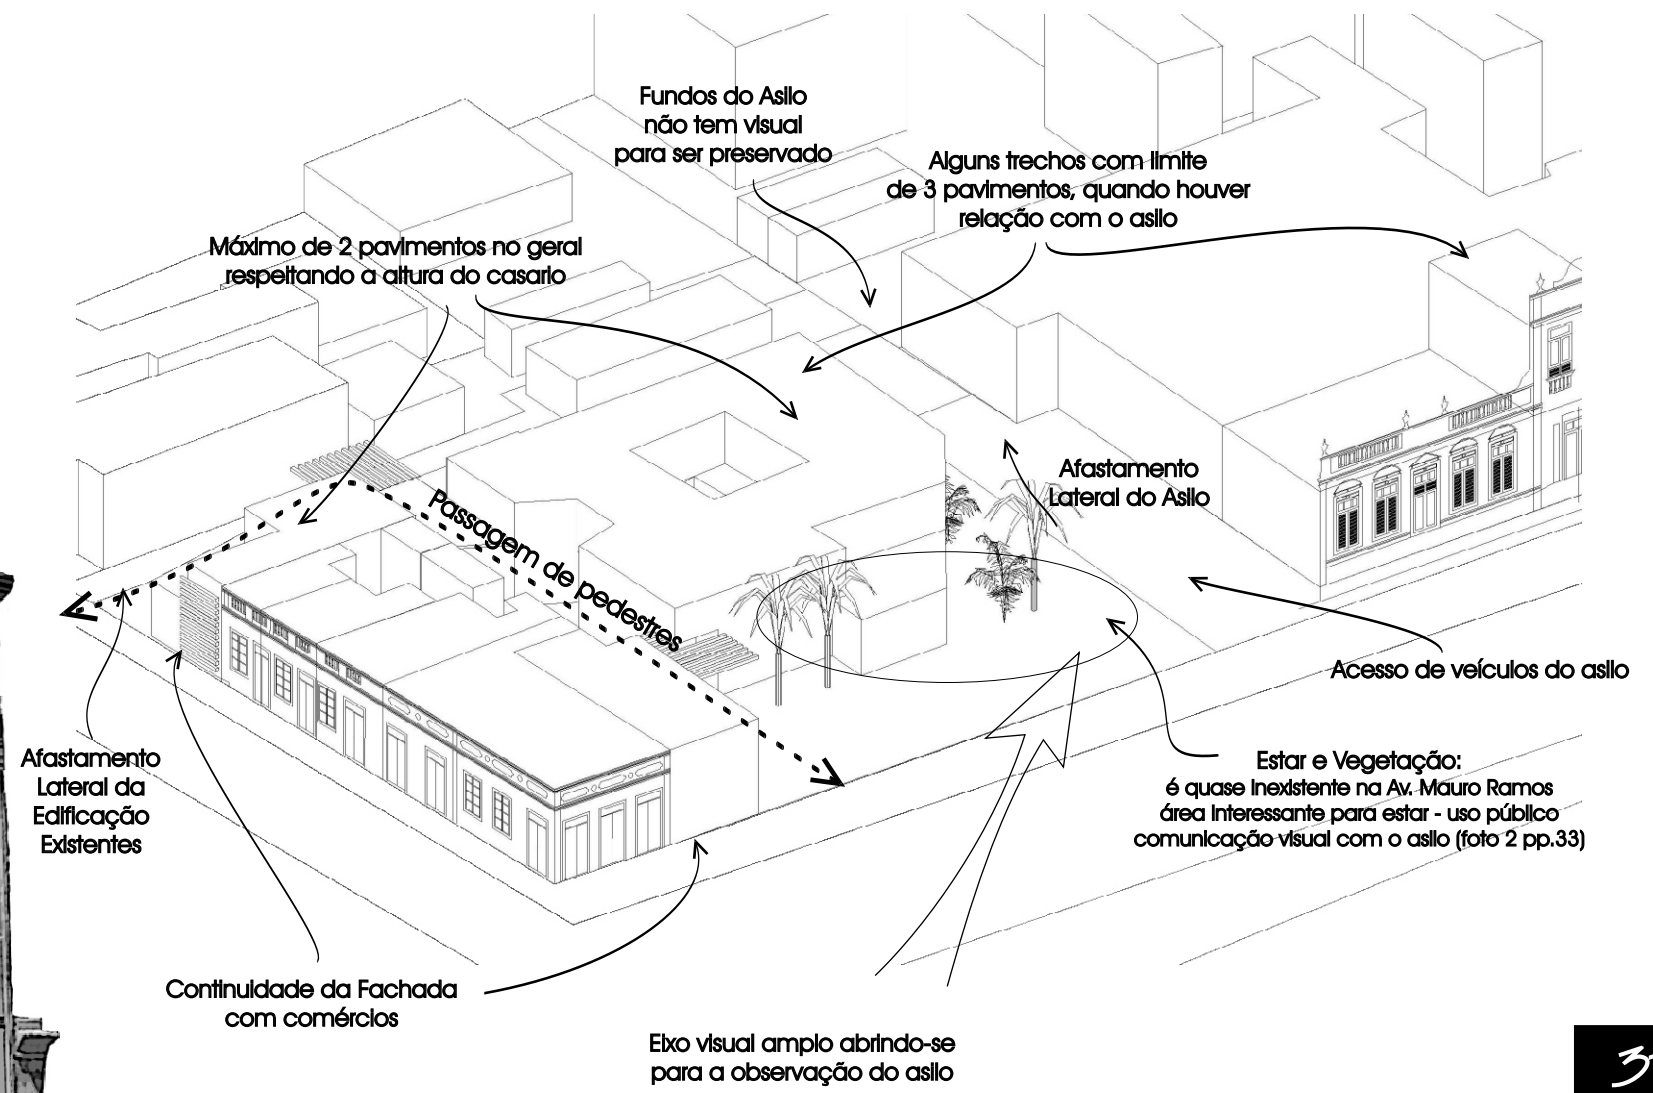 Fundos do Asilo
não tem visual
para ser preservado
Alguns trechos com limite
de 3 pavimentos, quando houver
relação com o asilo
Máximo de 2 pavimentos no geral
respeitando a altura do casario
Afastamento
Lateral do Asilo
Passagem de pedestres
Acesso de veículos do asilo
Afastamento
Lateral da
Edificação
Existentes
Estar e Vegetação:
é quase inexistente na Av. Mauro Ramos
área interessante para estar - uso público
comunicação visual com o asilo (foto 2 pp.33)
Continuidade da Fachada
com comércios
Eixo visual amplo abrindo-se
para a observação do asilo